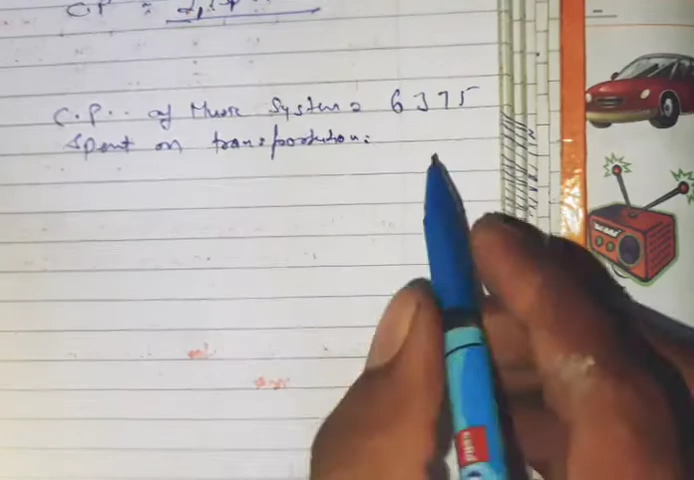 C.P.
C.P.. of Music System = 6375
Spent on transportation: